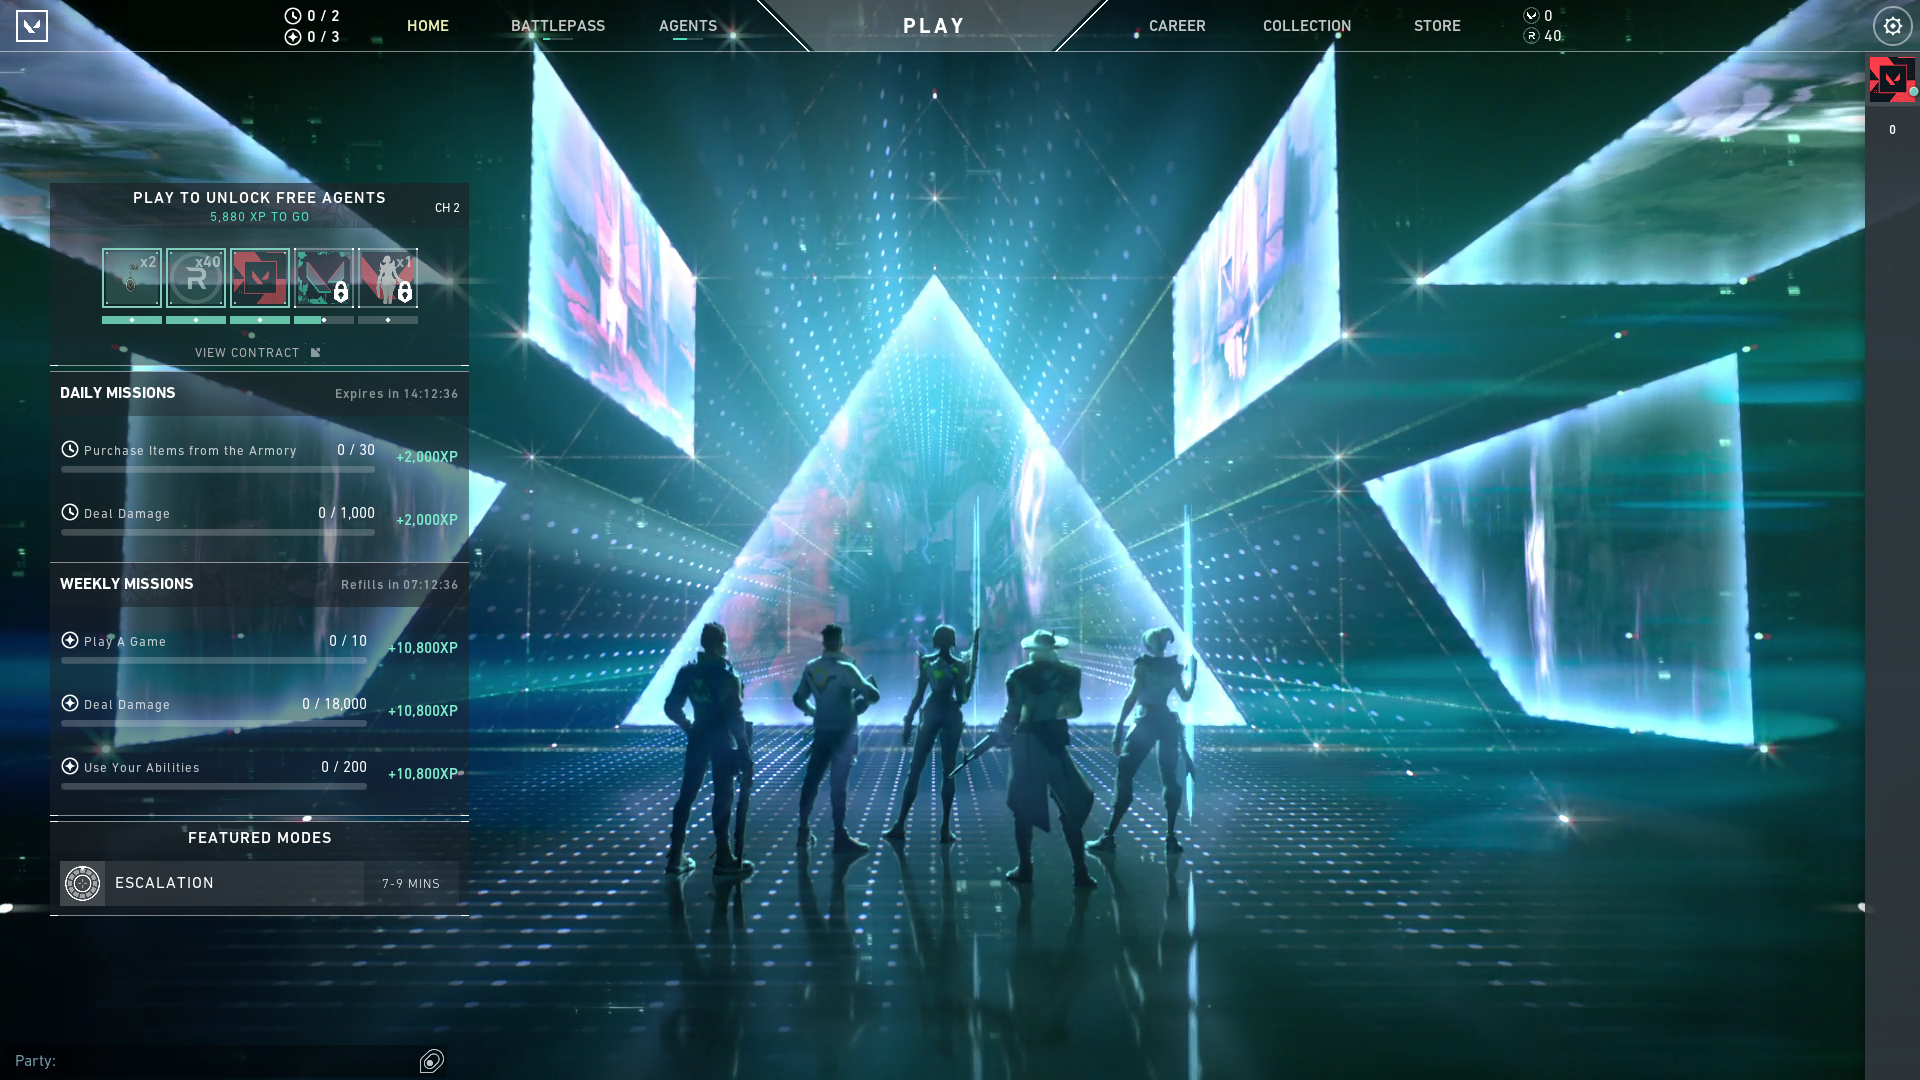 0 / 2
0 / 3
HOME
BATTLEPASS
AGENTS
PLAY
CAREER
COLLECTION
STORE
0
40
0
PLAY TO UNLOCK FREE AGENTS
5,880 XP TO GO
CH 2
x2
x40
R
x1
VIEW CONTRACT
DAILY MISSIONS Expires in 14:12:36
Purchase Items from the Armory 0 / 30 +2,000XP
Deal Damage 0 / 1,000 +2,000XP
WEEKLY MISSIONS Refills in 07:12:36
Play A Game 0 / 10 +10,800XP
Deal Damage 0 / 18,000 +10,800XP
Use Your Abilities 0 / 200 +10,800XP
FEATURED MODES
ESCALATION 7-9 MINS
Party: